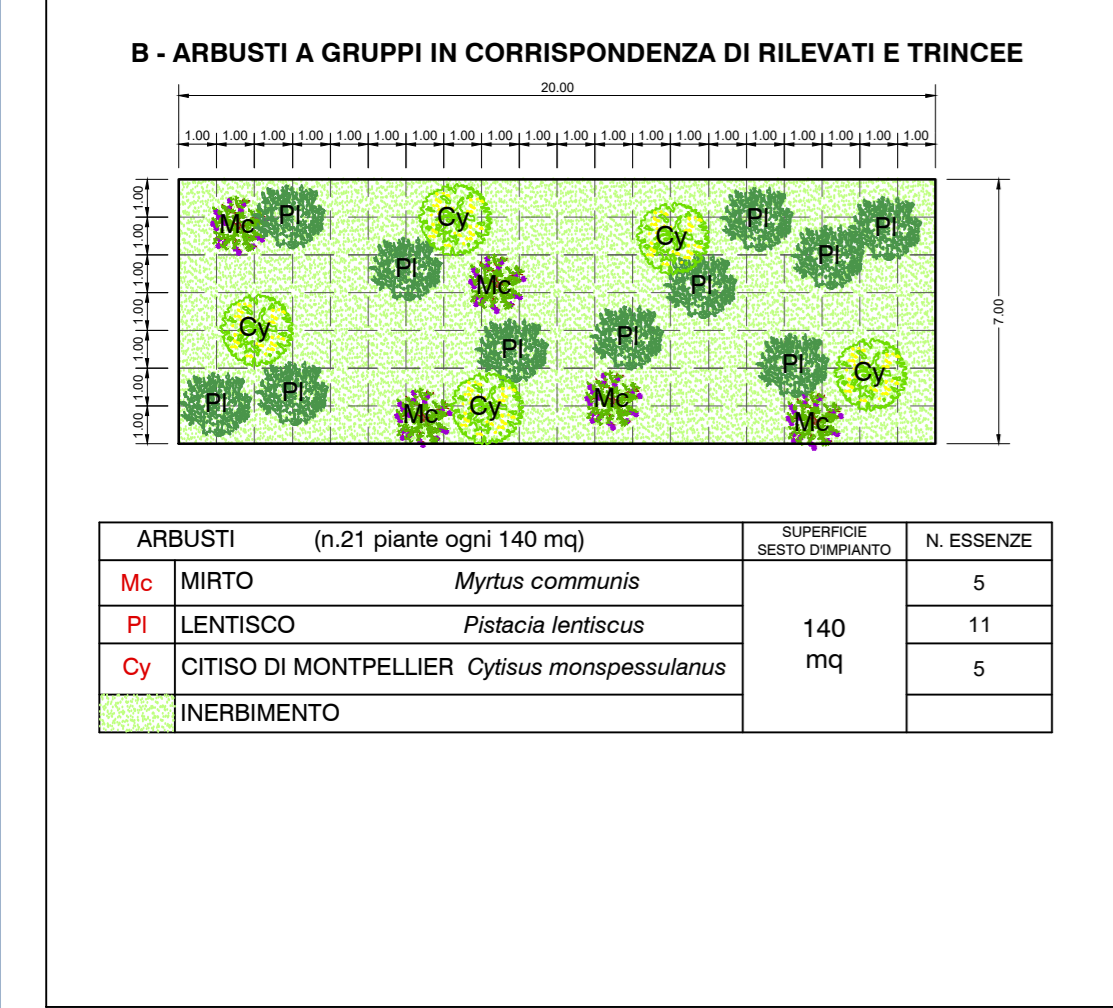 B - ARBUSTI A GRUPPI IN CORRISPONDENZA DI RILEVATI E TRINCEE
20.00
1.00 1.00 1.00 1.00 1.00 1.00 1.00 1.00 1.00 1.00 1.00 1.00 1.00 1.00 1.00 1.00 1.00 1.00 1.00 1.00
1.00 1.00 1.00 1.00 1.00 1.00 1.00
7.00
Mc Pl Cy Cy Pl Pl Pl
Pl Mc Pl
Cy Pl Pl Pl Cy
Pl Pl Mc Cy Mc Mc
ARBUSTI (n.21 piante ogni 140 mq) SUPERFICIE SESTO D'IMPIANTO N. ESSENZE
Mc MIRTO Myrtus communis 5
Pl LENTISCO Pistacia lentiscus 140 mq 11
Cy CITISO DI MONTPELLIER Cytisus monspessulanus 5
INERBIMENTO